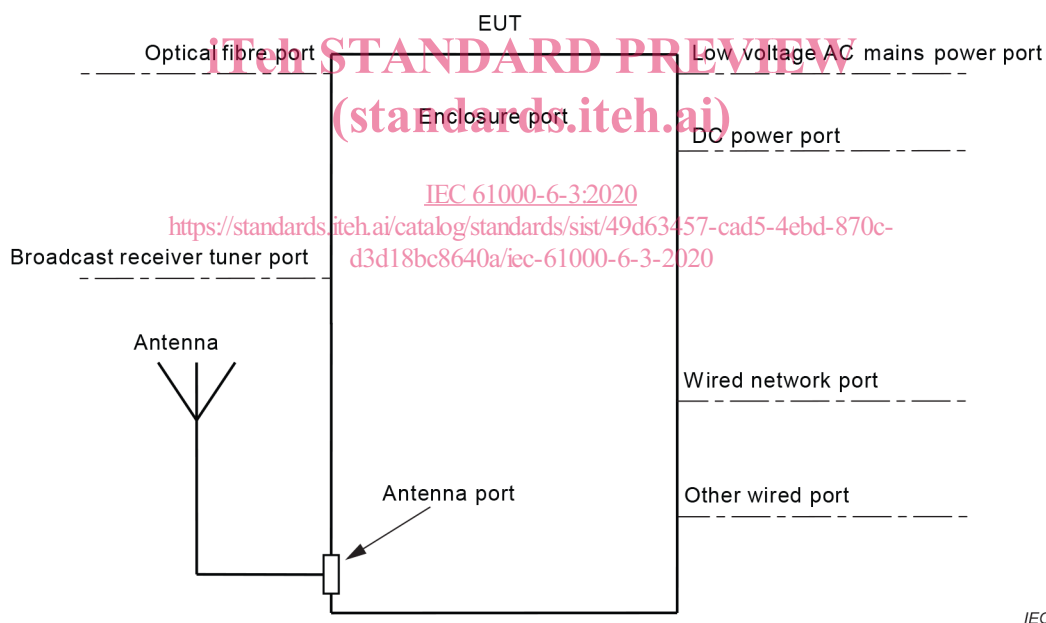 EUT
Optical fibre port
Low voltage AC mains power port
iTeh STANDARD PREVIEW
(standards.iteh.ai)
Enclosure port
DC power port
IEC 61000-6-3:2020
https://standards.iteh.ai/catalog/standards/sist/49d63457-cad5-4ebd-870c-
d3d18bc8640a/iec-61000-6-3-2020
Broadcast receiver tuner port
Antenna
Wired network port
Antenna port
Other wired port
IEC